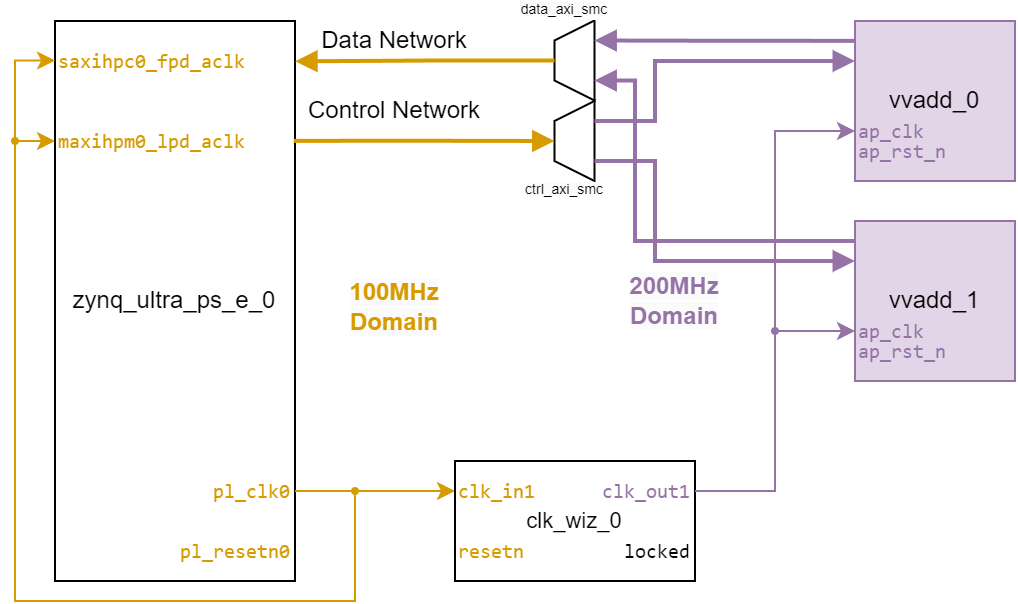 data_axi_smc
Data Network
saxihpc0_fpd_aclk
Control Network
maxihpm0_lpd_aclk
ctrl_axi_smc
vvadd_0
ap_clk
ap_rst_n
zynq_ultra_ps_e_0
100MHz
Domain
200MHz
Domain
vvadd_1
ap_clk
ap_rst_n
pl_clk0
pl_resetn0
clk_in1
clk_out1
clk_wiz_0
resetn
locked